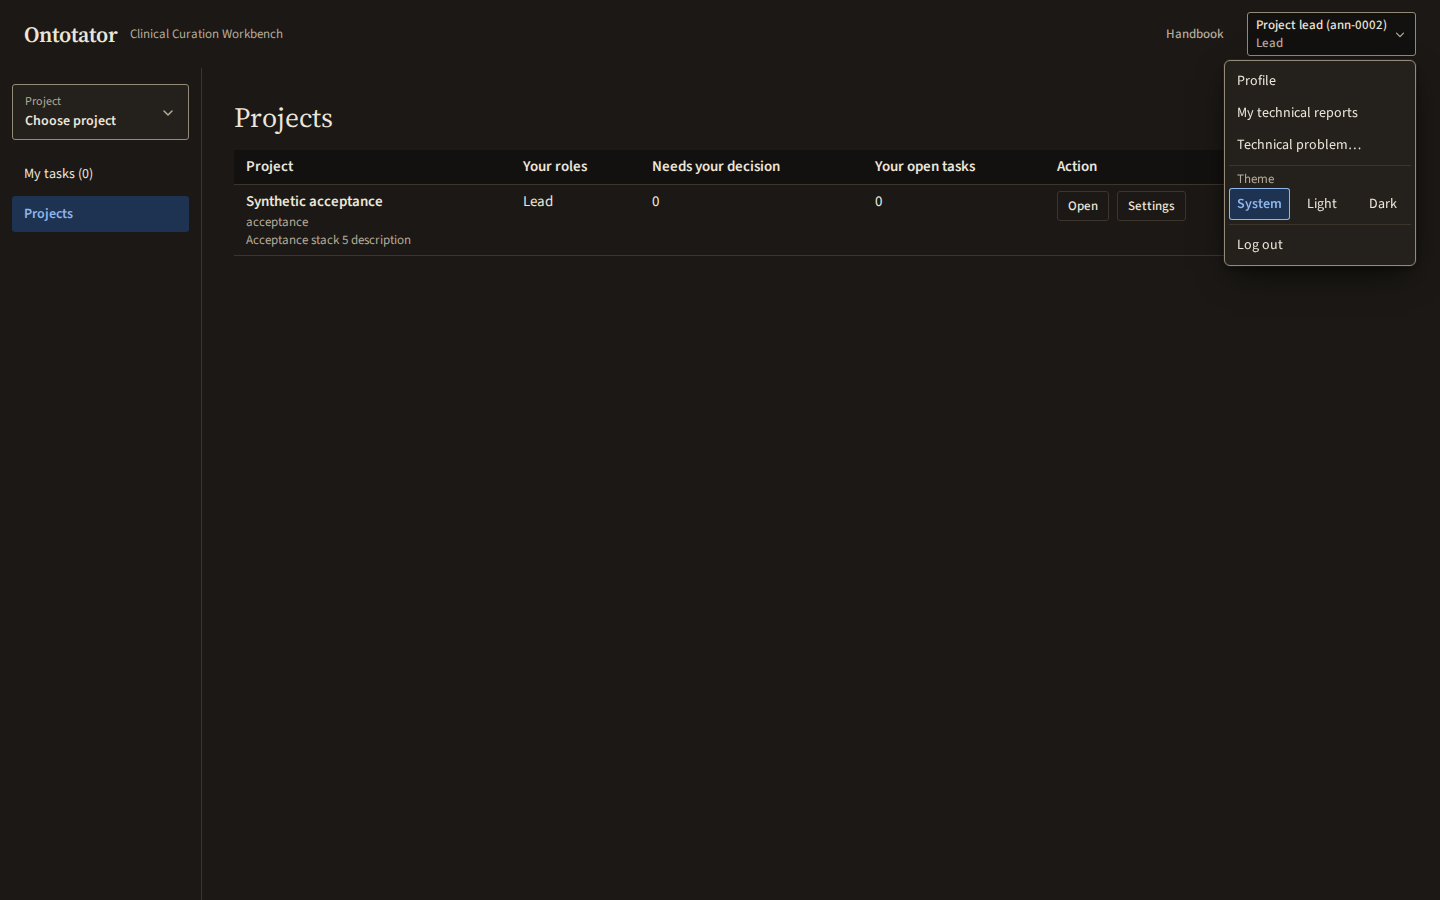 Ontotator
Clinical Curation Workbench
Handbook
Project lead (ann-0002)
Lead
Profile
My technical reports
Technical problem...
Theme
System Light Dark
Log out
Project
Choose project
My tasks (0)
Projects
Projects
Project Your roles Needs your decision Your open tasks Action
Synthetic acceptance Lead 0 0 Open Settings
acceptance
Acceptance stack 5 description